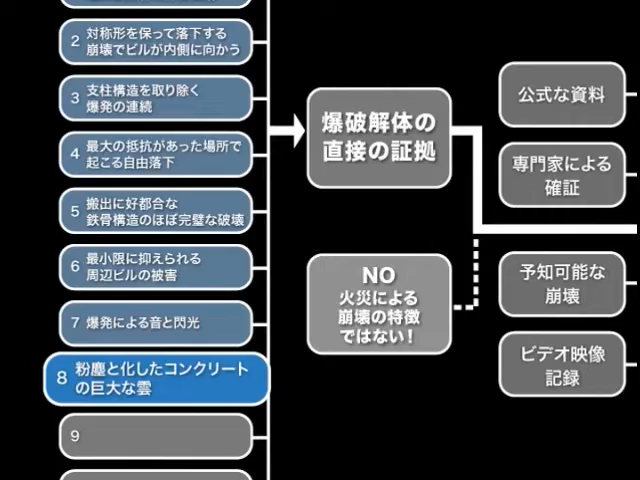 2 対称形を保って落下する
崩壊でビルが内側に向かう
3 支柱構造を取り除く
爆発の連続
4 最大の抵抗があった場所で
起こる自由落下
5 搬出に好都合な
鉄骨構造のほぼ完璧な破壊
6 最小限に抑えられる
周辺ビルの被害
7 爆発による音と閃光
8 粉塵と化したコンクリート
の巨大な雲
9
爆破解体の
直接の証拠
NO
火災による
崩壊の特徴
ではない!
公式な資料
専門家による
確証
予知可能な
崩壊
ビデオ映像
記録